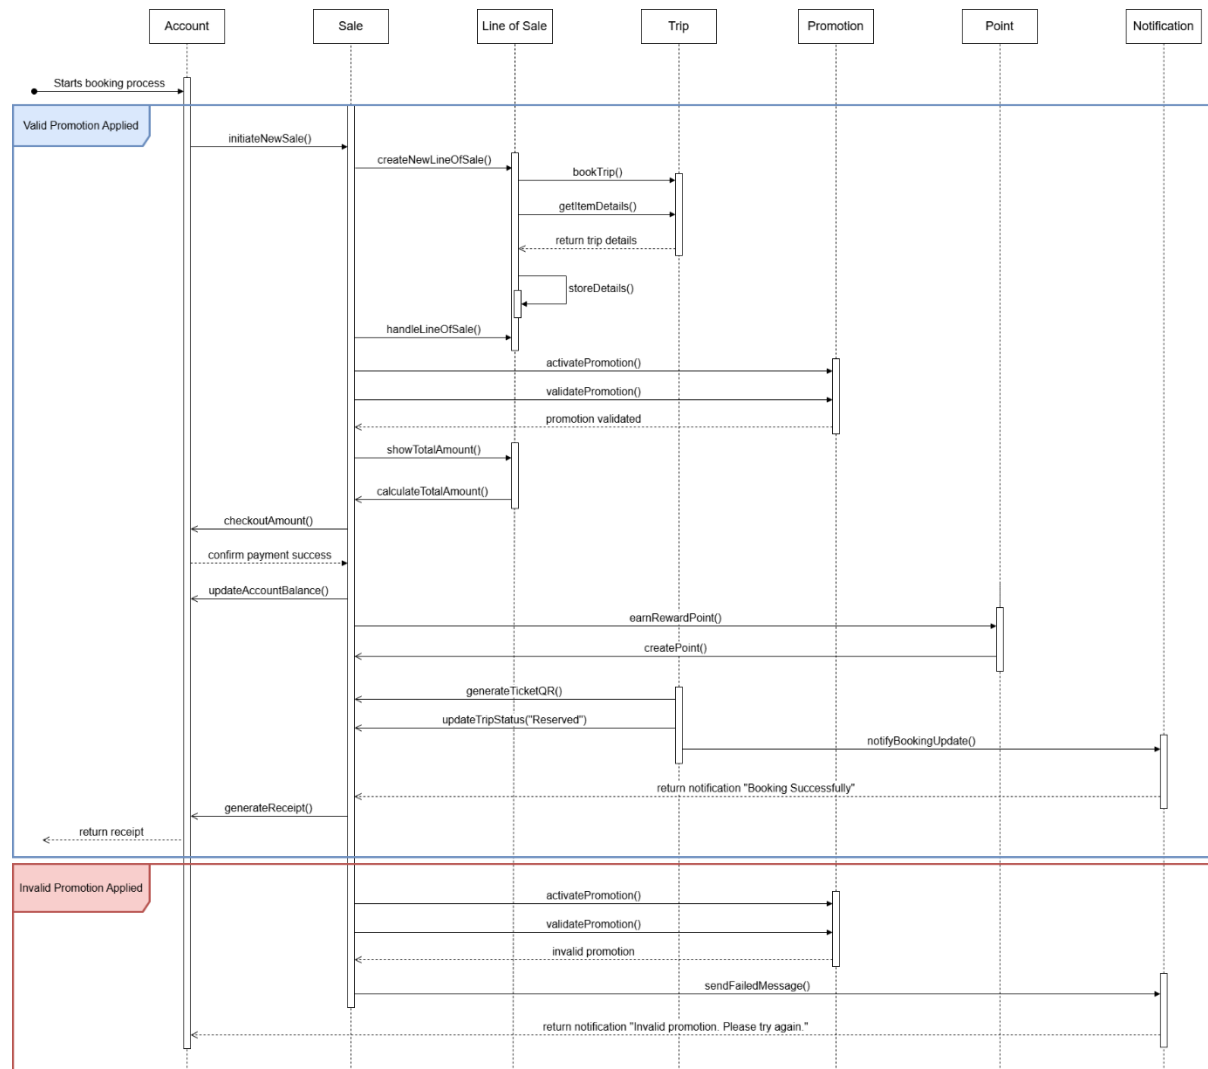 Account
Sale
Line of Sale
Trip
Promotion
Point
Notification
Starts booking process
Valid Promotion Applied
initiateNewSale()
createNewLineOfSale()
bookTrip()
getItemDetails()
return trip details
storeDetails()
handleLineOfSale()
activatePromotion()
validatePromotion()
promotion validated
showTotalAmount()
calculateTotalAmount()
checkoutAmount()
confirm payment success
updateAccountBalance()
earnRewardPoint()
createPoint()
generateTicketQR()
updateTripStatus("Reserved")
notifyBookingUpdate()
return notification "Booking Successfully"
generateReceipt()
return receipt
Invalid Promotion Applied
activatePromotion()
validatePromotion()
invalid promotion
sendFailedMessage()
return notification "Invalid promotion. Please try again."